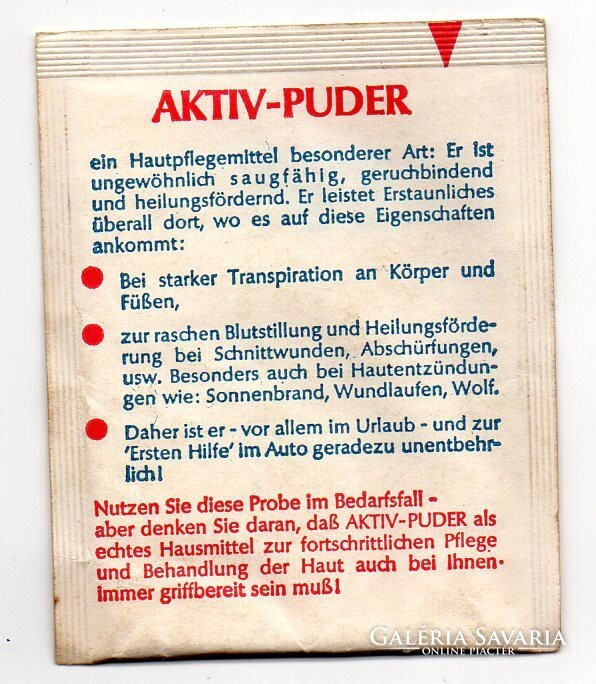 AKTIV-PUDER
ein Hautpflegemittel besonderer Art: Er ist
ungewöhnlich saugfähig, geruchbindend
und heilungsfördernd. Er leistet Erstaunliches
überall dort, wo es auf diese Eigenschaften
ankommt:
Bei starker Transpiration an Körper und
Füßen,
zur raschen Blutstillung und Heilungsförde-
rung bei Schnittwunden, Abschürfungen,
usw. Besonders auch bei Hautentzündun-
gen wie: Sonnenbrand, Wundlaufen, Wolf.
Daher ist er - vor allem im Urlaub - und zur
'Ersten Hilfe' im Auto geradezu unentbehr-
lich!
Nutzen Sie diese Probe im Bedarfsfall -
aber denken Sie daran, daß AKTIV-PUDER als
echtes Hausmittel zur fortschrittlichen Pflege
und Behandlung der Haut auch bei Ihnen
immer griffbereit sein muß!
GALÉRIA SAVARIA
ONLINE PIACTÉR